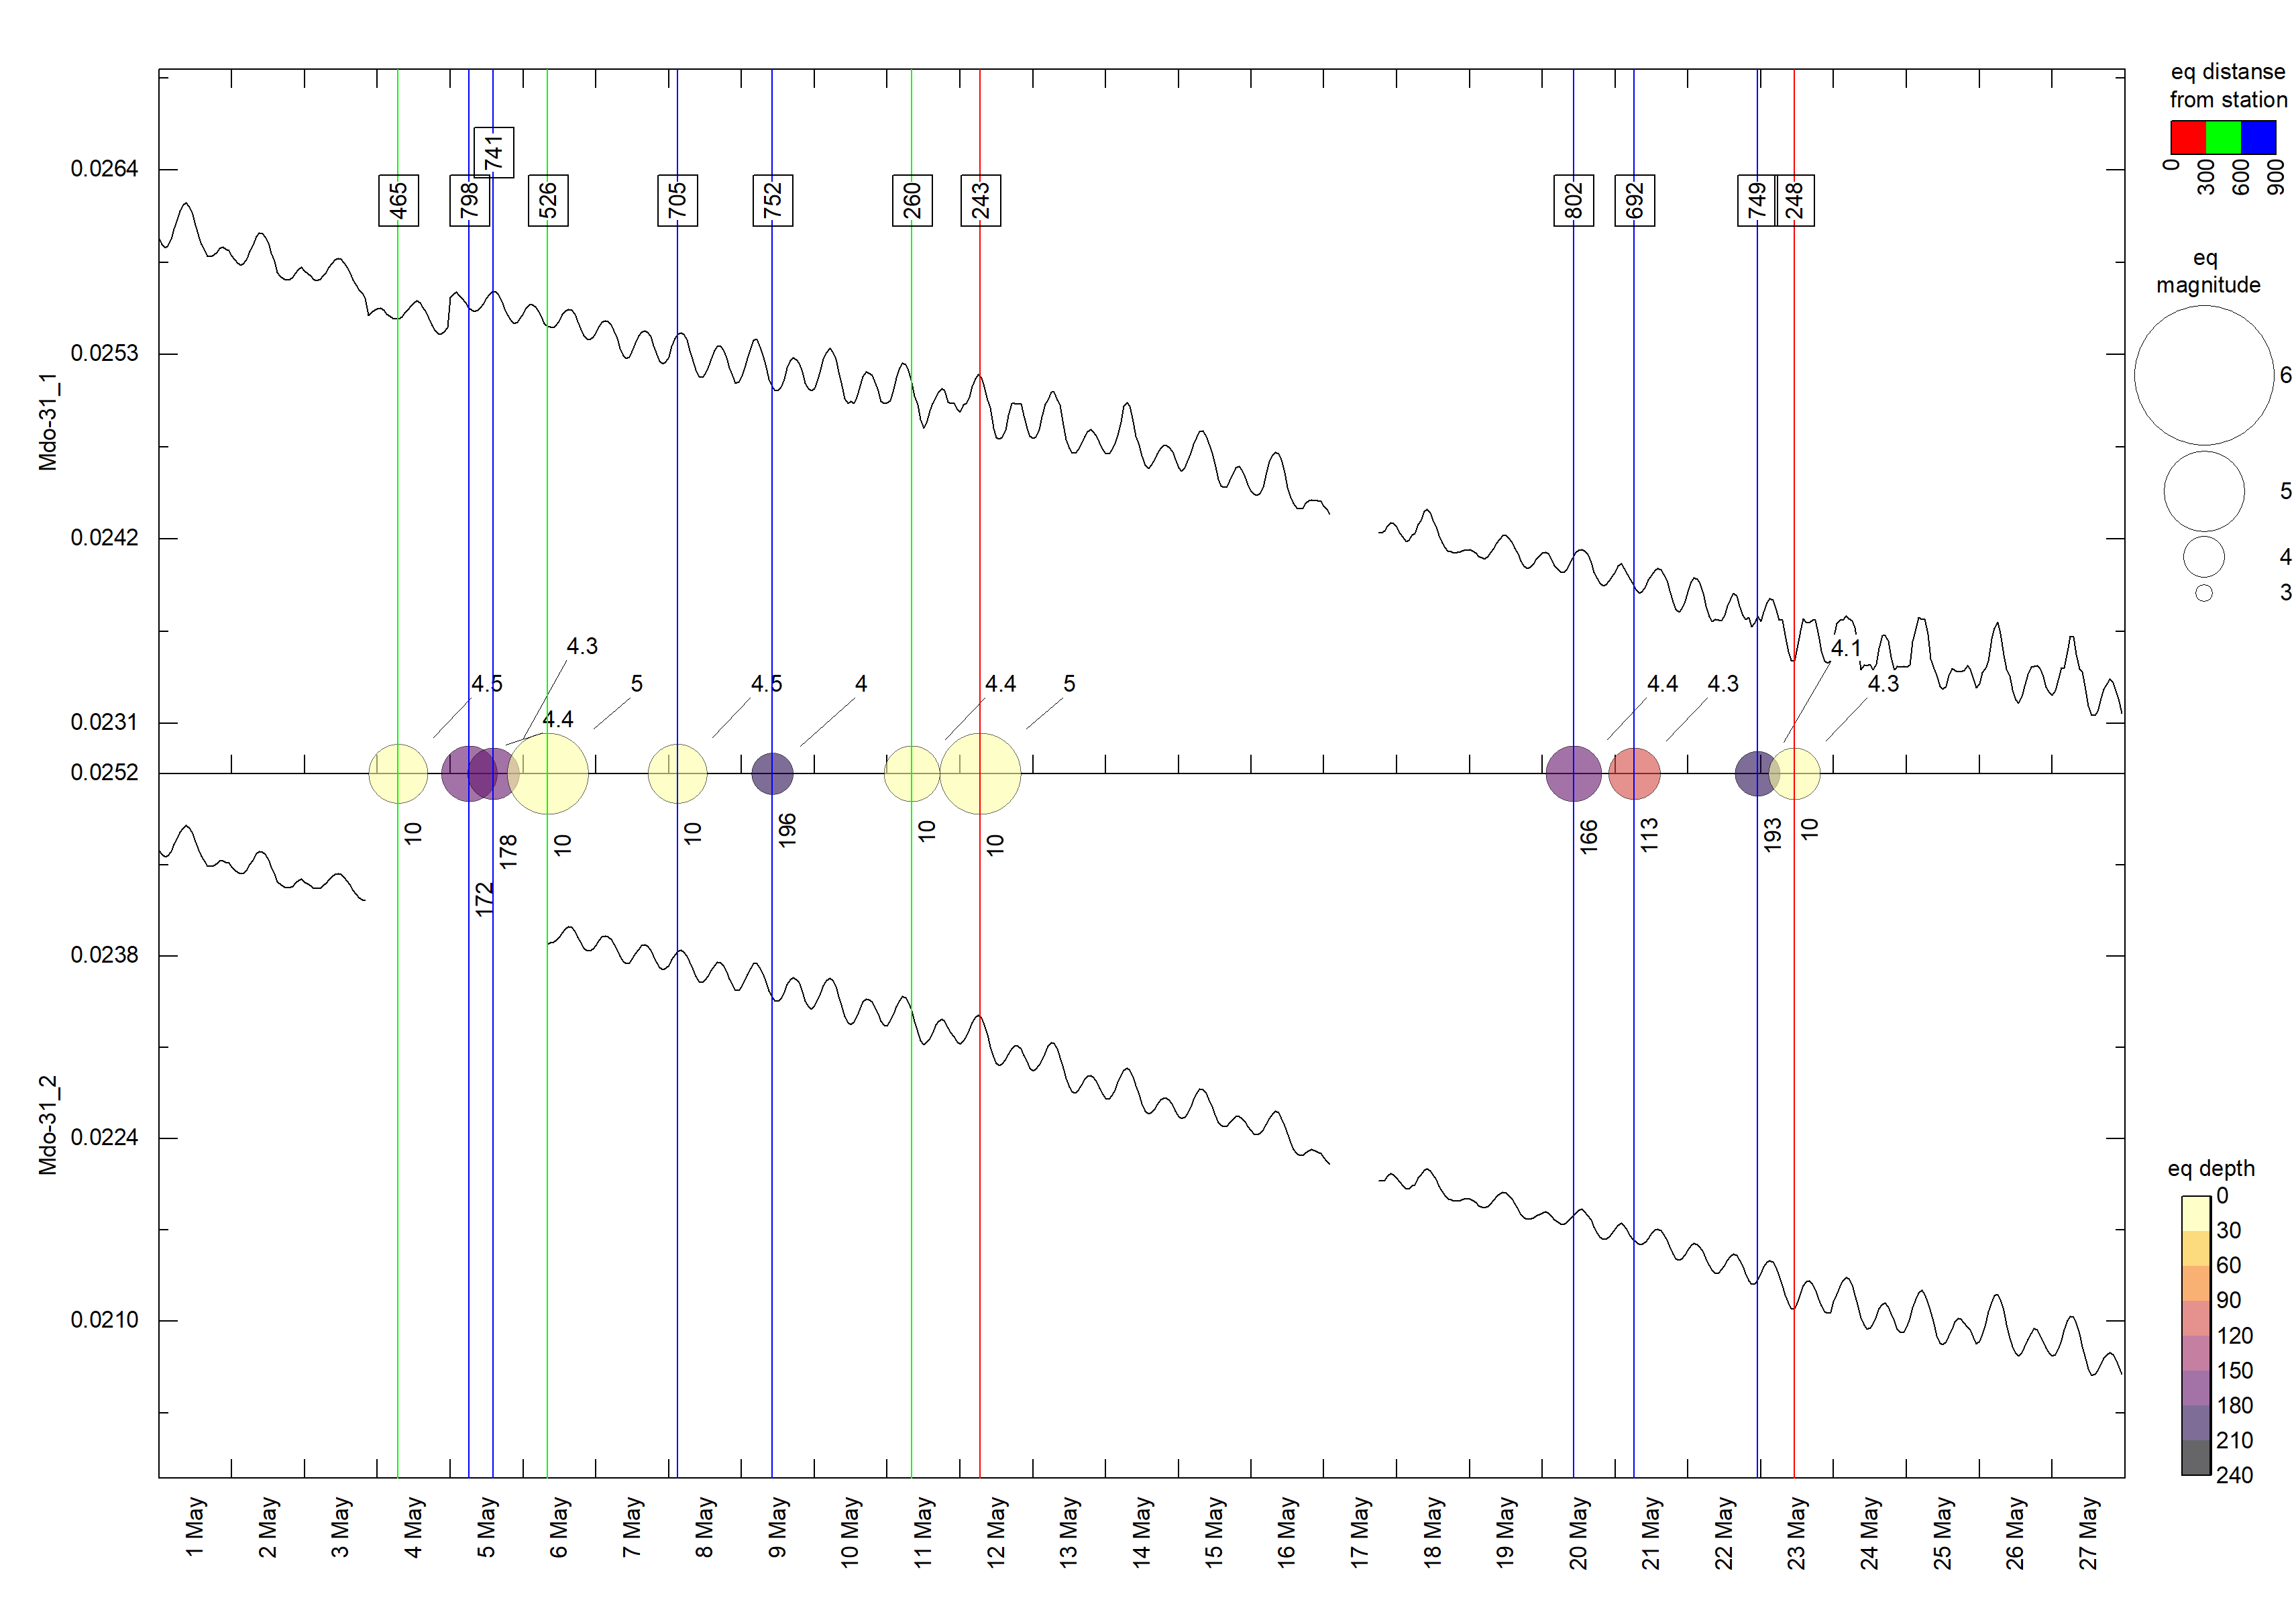 eq distanse
from station
0
300
600
900
741
465
798
526
705
752
260
243
802
692
749
248
eq
magnitude
6
5
4
3
0.0264
0.0253
0.0242
0.0231
Mdo-31_1
4.5
4.3
4.4
5
4.5
4
4.4
5
4.4
4.3
4.1
4.3
0.0252
0.0238
0.0224
0.0210
Mdo-31_2
10
172
178
10
10
196
10
10
166
113
193
10
eq depth
0
30
60
90
120
150
180
210
240
1 May
2 May
3 May
4 May
5 May
6 May
7 May
8 May
9 May
10 May
11 May
12 May
13 May
14 May
15 May
16 May
17 May
18 May
19 May
20 May
21 May
22 May
23 May
24 May
25 May
26 May
27 May